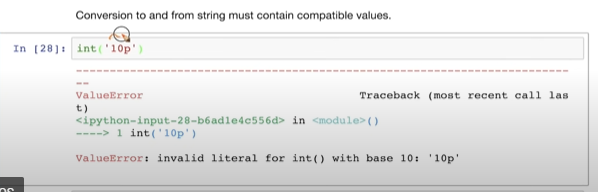 Conversion to and from string must contain compatible values.
In [28]: int('10p')
---------------------------------------------------------------------------
--
ValueError Traceback (most recent call las
t)
<ipython-input-28-b6ad1e4c556d> in <module>()
----> 1 int('10p')
ValueError: invalid literal for int() with base 10: '10p'